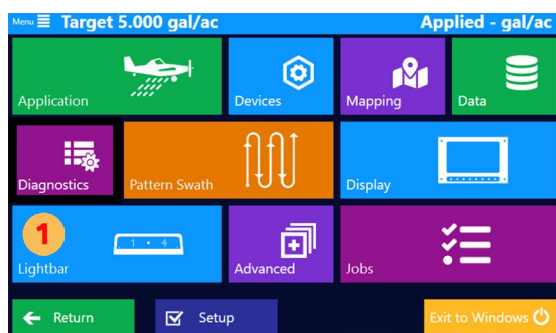 Menu Target 5.000 gal/ac Applied - gal/ac
Application Devices Mapping Data
Diagnostics Pattern Swath Display
1
1 • 4
Lightbar Advanced Jobs
Return Setup Exit to Windows